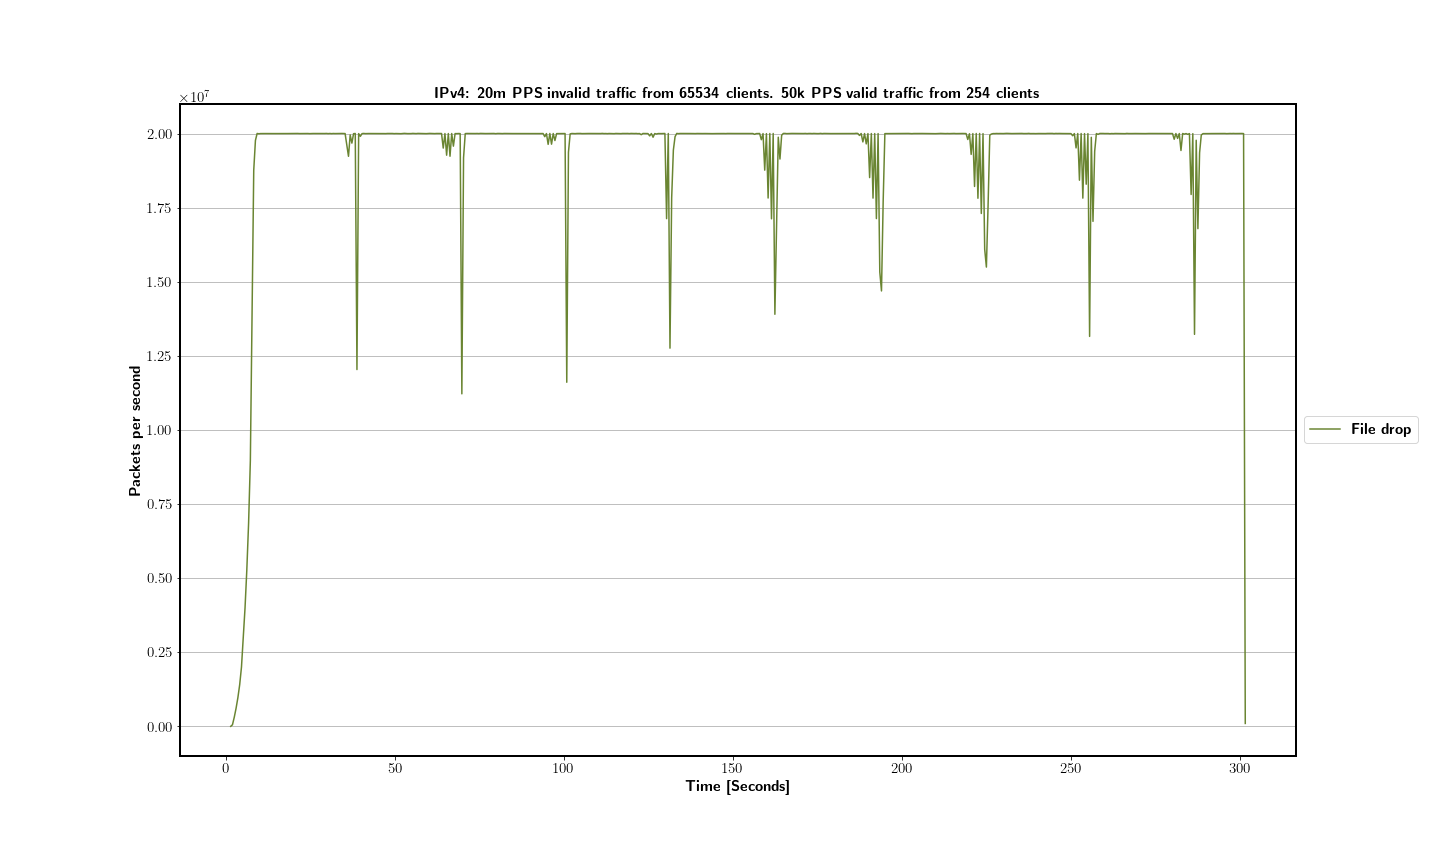 IPv4: 20m PPS invalid traffic from 65534 clients. 50k PPS valid traffic from 254 clients
×10⁷
2.00
1.75
1.50
1.25
1.00
0.75
0.50
0.25
0.00
Packets per second
0 50 100 150 200 250 300
Time [Seconds]
File drop